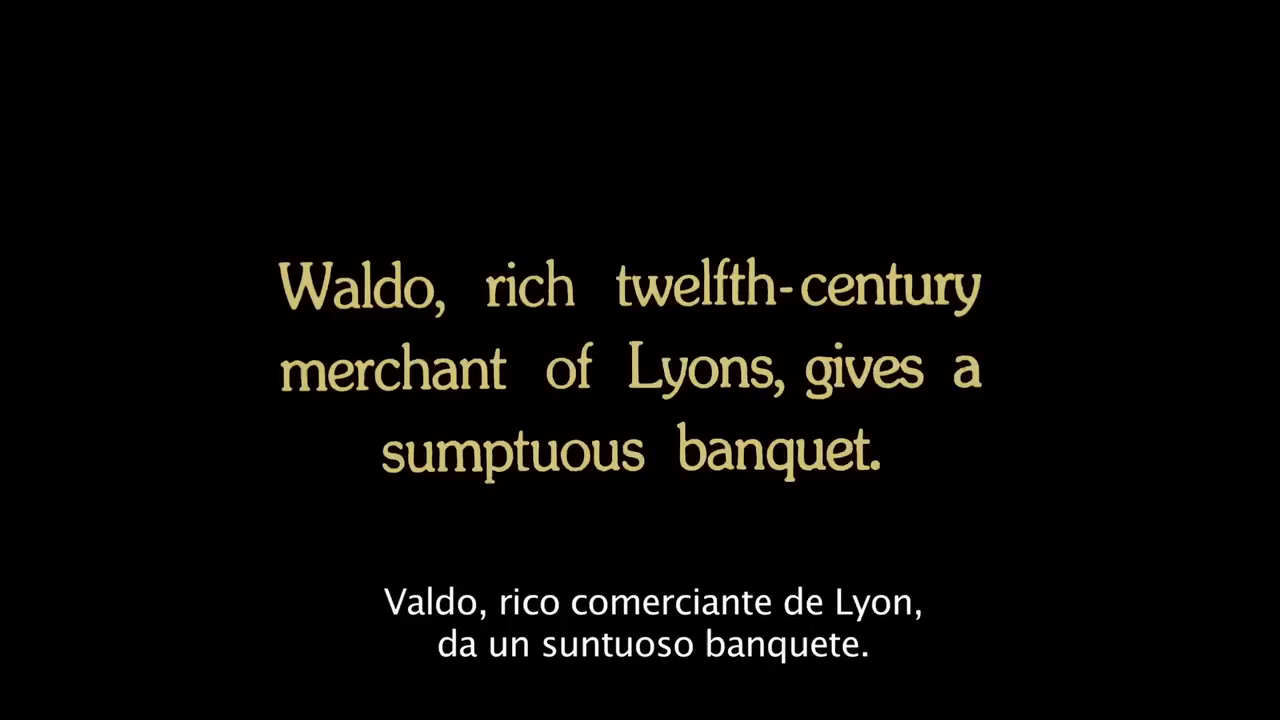 Waldo, rich twelfth-century
merchant of Lyons, gives a
sumptuous banquet.
Valdo, rico comerciante de Lyon,
da un suntuoso banquete.